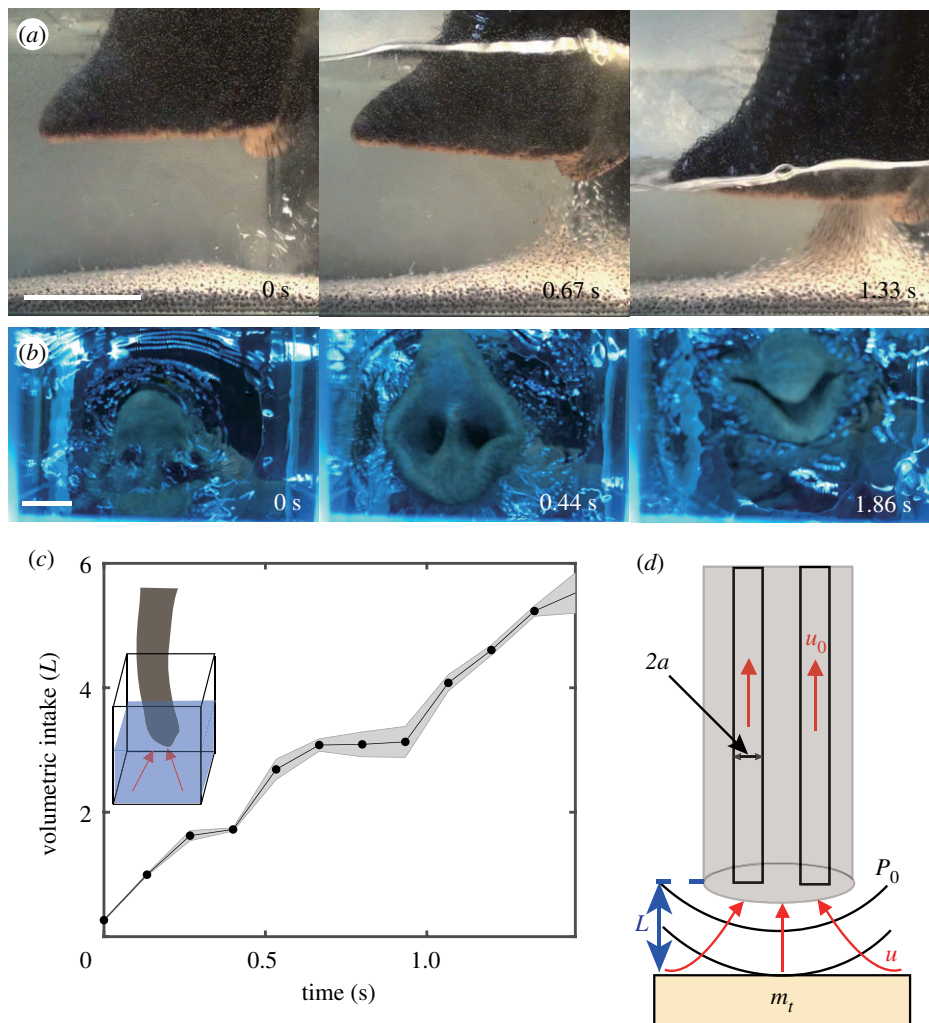 (a)
0 s
0.67 s
1.33 s
(b)
0 s
0.44 s
1.86 s
(c)
6
4
2
0
0.5
1.0
volumetric intake (L)
time (s)
(d)
2a
u0
P0
L
u
mt